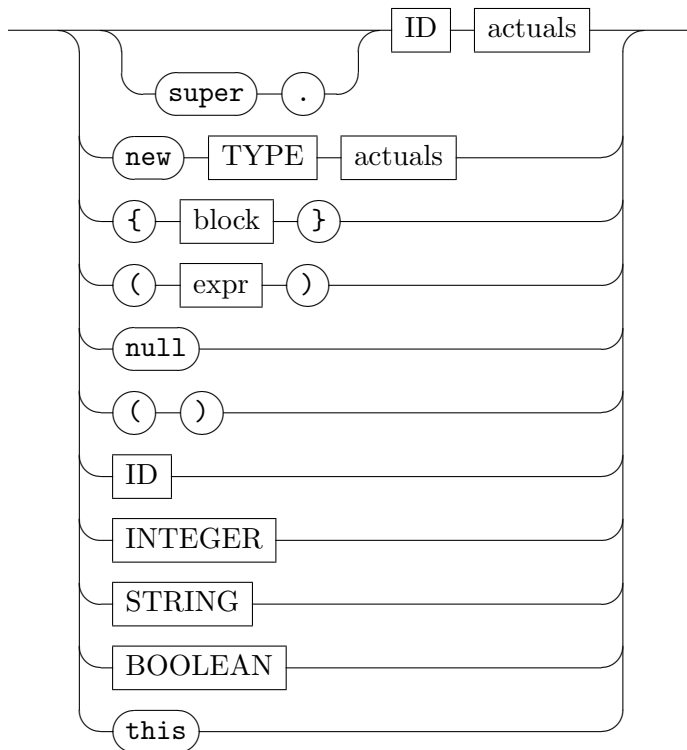 ID actuals
super .
new TYPE actuals
{ block }
( expr )
null
( )
ID
INTEGER
STRING
BOOLEAN
this